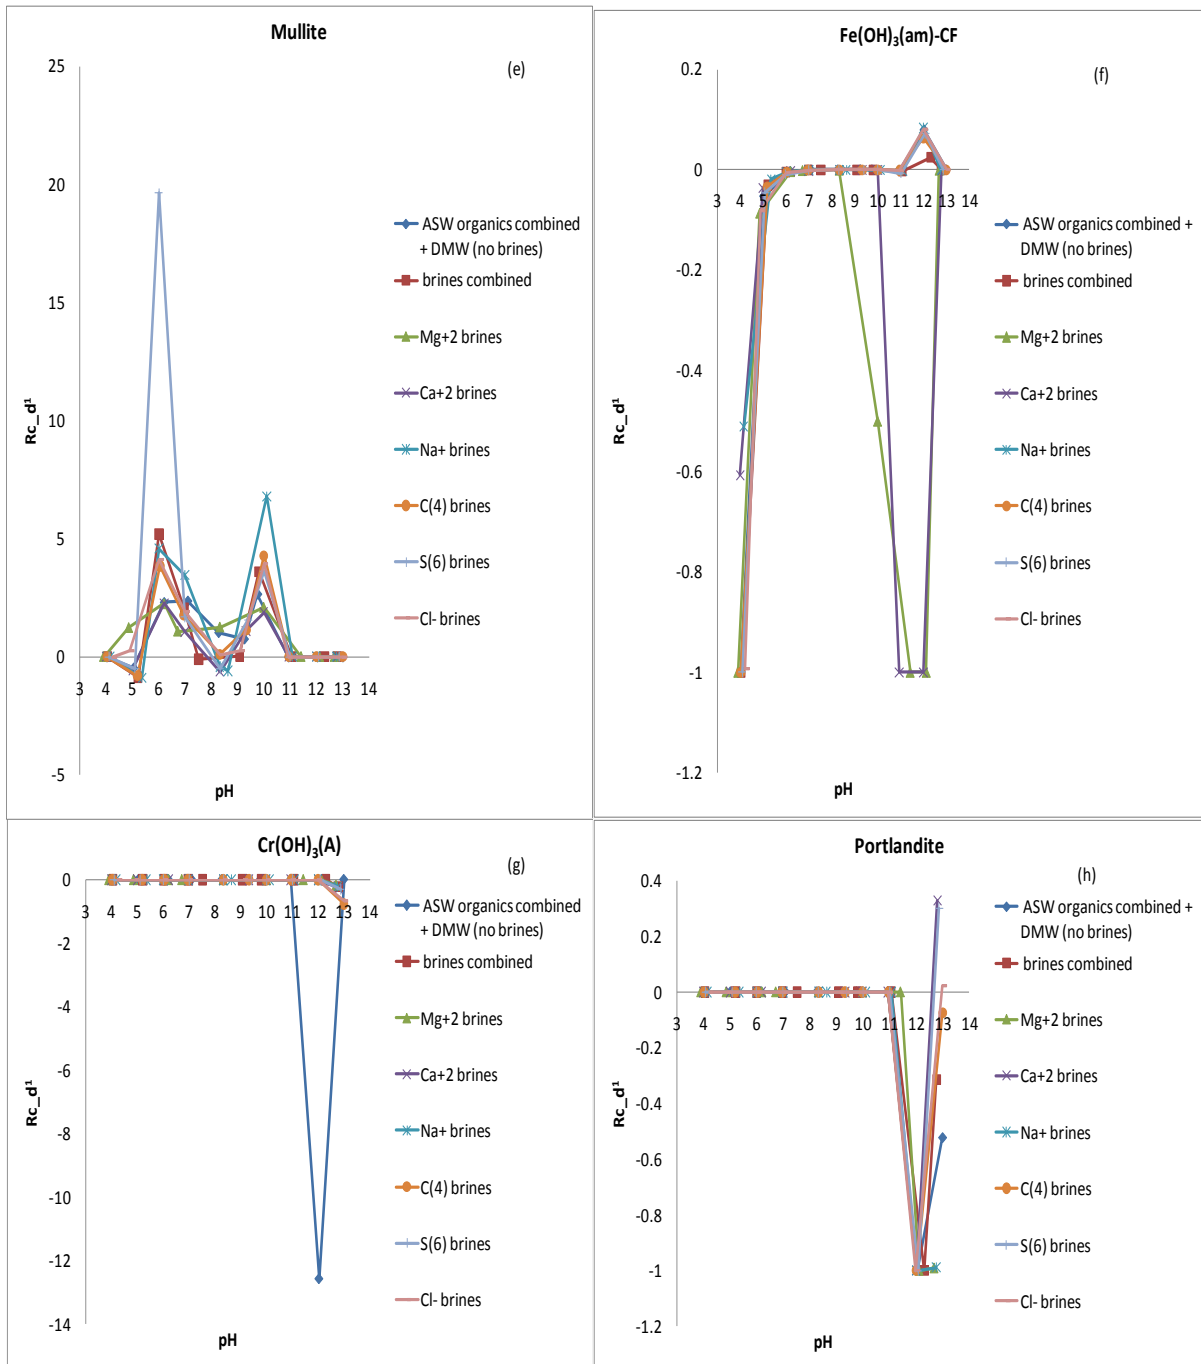 Mullite
(e)
25
20
15
10
5
0
-5
3 4 5 6 7 8 9 10 11 12 13 14
Rc_d¹
pH
ASW organics combined
+ DMW (no brines)
brines combined
Mg+2 brines
Ca+2 brines
Na+ brines
C(4) brines
S(6) brines
Cl- brines
Fe(OH)₃(am)-CF
(f)
0.2
0
-0.2
-0.4
-0.6
-0.8
-1
-1.2
3 4 5 6 7 8 9 10 11 12 13 14
Rc_d¹
pH
ASW organics combined +
DMW (no brines)
brines combined
Mg+2 brines
Ca+2 brines
Na+ brines
C(4) brines
S(6) brines
Cl- brines
Cr(OH)₃(A)
(g)
0
-2
-4
-6
-8
-10
-12
-14
3 4 5 6 7 8 9 10 11 12 13 14
Rc_d¹
pH
ASW organics combined
+ DMW (no brines)
brines combined
Mg+2 brines
Ca+2 brines
Na+ brines
C(4) brines
S(6) brines
Cl- brines
Portlandite
(h)
0.4
0.2
0
-0.2
-0.4
-0.6
-0.8
-1
-1.2
3 4 5 6 7 8 9 10 11 12 13 14
Rc_d¹
pH
ASW organics combined +
DMW (no brines)
brines combined
Mg+2 brines
Ca+2 brines
Na+ brines
C(4) brines
S(6) brines
Cl- brines